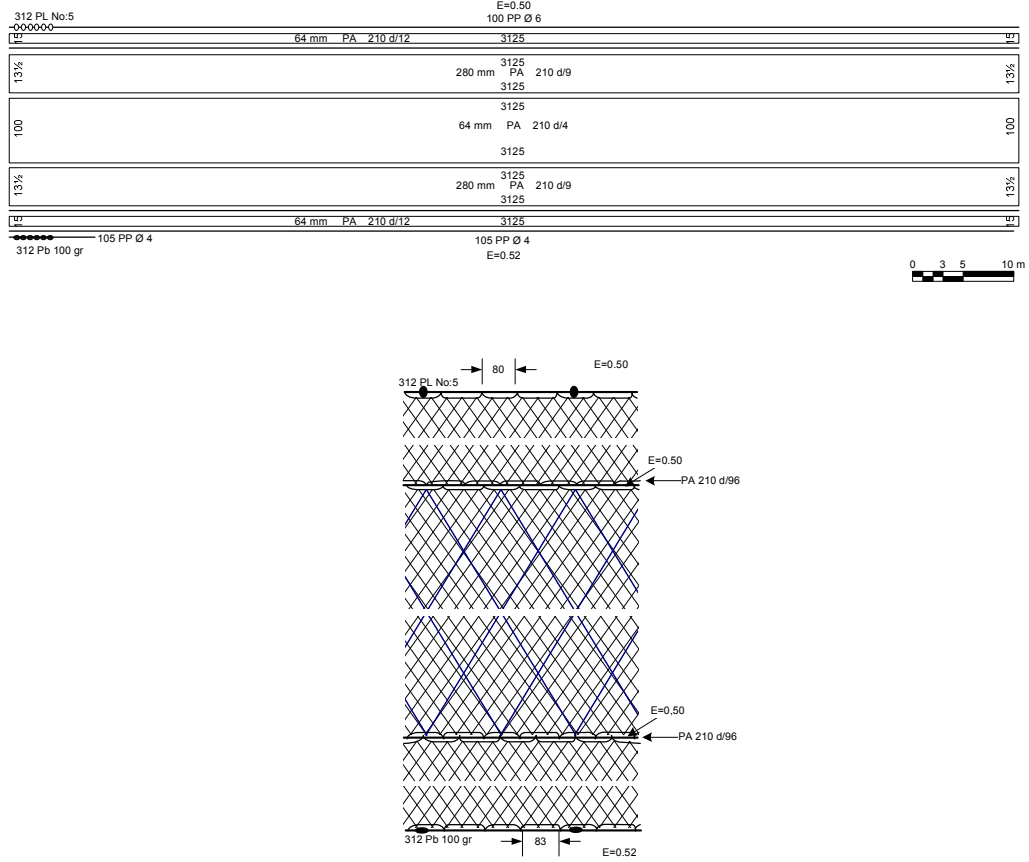 E=0.50
312 PL No:5
100 PP Ø 6
15 64 mm PA 210 d/12 3125 15
3125
13½ 280 mm PA 210 d/9 13½
3125
3125
100 64 mm PA 210 d/4 100
3125
3125
13½ 280 mm PA 210 d/9 13½
3125
15 64 mm PA 210 d/12 3125 15
105 PP Ø 4 105 PP Ø 4
312 Pb 100 gr
E=0.52
0 3 5 10 m
80 E=0.50
312 PL No:5
E=0.50
PA 210 d/96
E=0,50
PA 210 d/96
312 Pb 100 gr 83
E=0.52